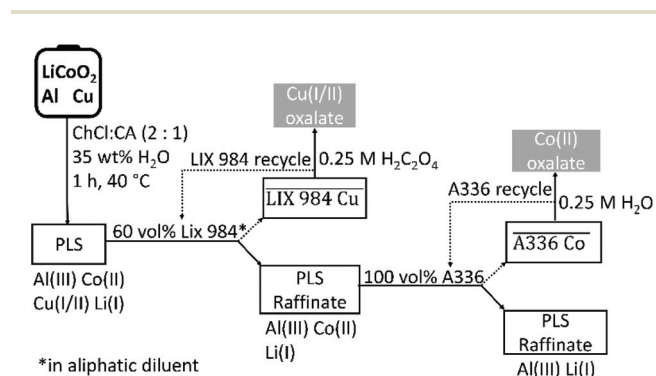 LiCoO₂
Al Cu
ChCl:CA (2 : 1)
35 wt% H₂O
1 h, 40 °C
Cu(I/II)
oxalate
LIX 984 recycle
0.25 M H₂C₂O₄
LIX 984 Cu
Co(II)
oxalate
A336 recycle
0.25 M H₂O
A336 Co
PLS
60 vol% Lix 984*
Al(III) Co(II)
Cu(I/II) Li(I)
PLS
Raffinate
100 vol% A336
Al(III) Co(II)
Li(I)
PLS
Raffinate
Al(III) Li(I)
*in aliphatic diluent